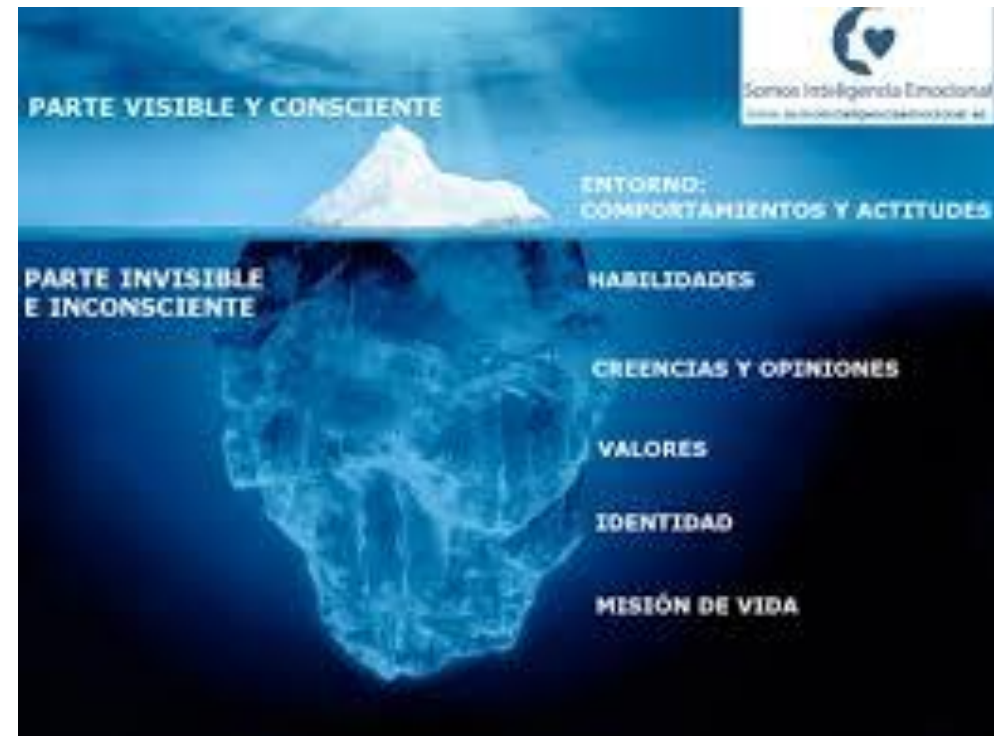 Somos Inteligencia Emocional
PARTE VISIBLE Y CONSCIENTE
ENTORNO:
COMPORTAMIENTOS Y ACTITUDES
PARTE INVISIBLE
E INCONSCIENTE
HABILIDADES
CREENCIAS Y OPINIONES
VALORES
IDENTIDAD
MISIÓN DE VIDA